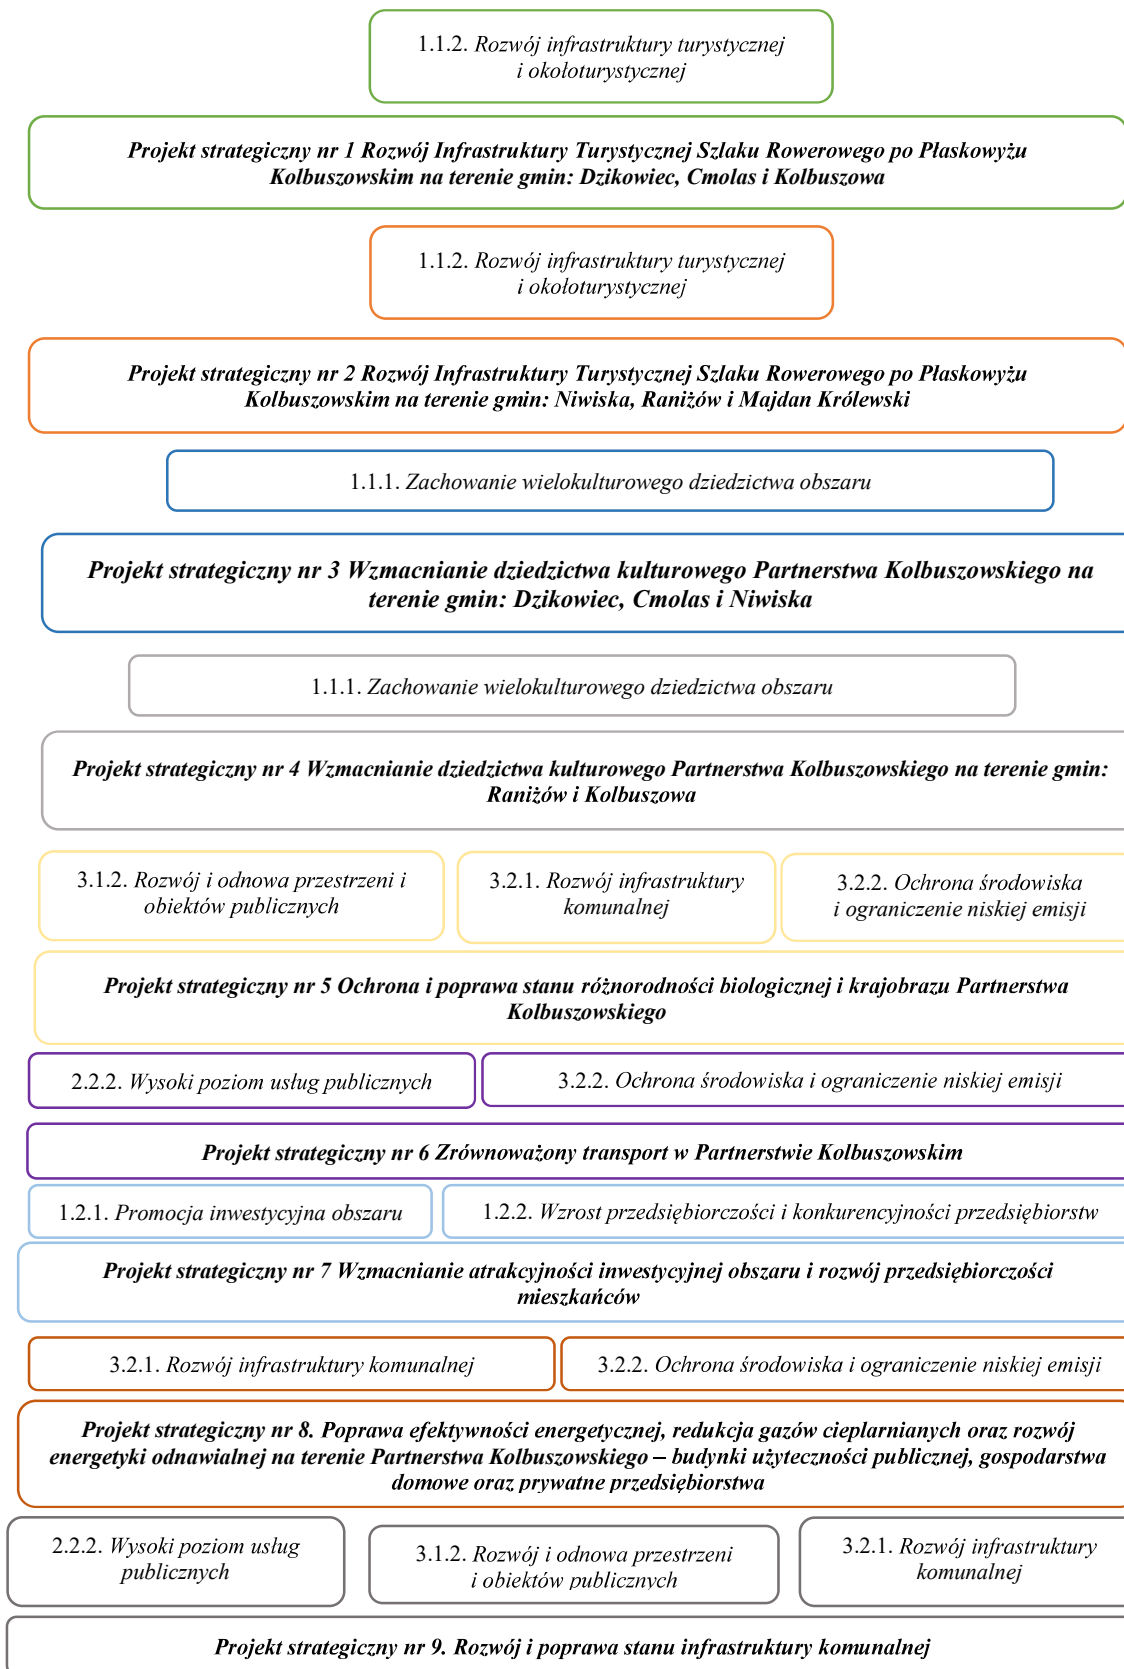 1.1.2. Rozwój infrastruktury turystycznej
i okołoturystycznej
Projekt strategiczny nr 1 Rozwój Infrastruktury Turystycznej Szlaku Rowerowego po Płaskowyżu
Kolbuszowskim na terenie gmin: Dzikowiec, Cmolas i Kolbuszowa
1.1.2. Rozwój infrastruktury turystycznej
i okołoturystycznej
Projekt strategiczny nr 2 Rozwój Infrastruktury Turystycznej Szlaku Rowerowego po Płaskowyżu
Kolbuszowskim na terenie gmin: Niwiska, Raniżów i Majdan Królewski
1.1.1. Zachowanie wielokulturowego dziedzictwa obszaru
Projekt strategiczny nr 3 Wzmacnianie dziedzictwa kulturowego Partnerstwa Kolbuszowskiego na
terenie gmin: Dzikowiec, Cmolas i Niwiska
1.1.1. Zachowanie wielokulturowego dziedzictwa obszaru
Projekt strategiczny nr 4 Wzmacnianie dziedzictwa kulturowego Partnerstwa Kolbuszowskiego na terenie gmin:
Raniżów i Kolbuszowa
3.1.2. Rozwój i odnowa przestrzeni i
obiektów publicznych
3.2.1. Rozwój infrastruktury
komunalnej
3.2.2. Ochrona środowiska
i ograniczenie niskiej emisji
Projekt strategiczny nr 5 Ochrona i poprawa stanu różnorodności biologicznej i krajobrazu Partnerstwa
Kolbuszowskiego
2.2.2. Wysoki poziom usług publicznych
3.2.2. Ochrona środowiska i ograniczenie niskiej emisji
Projekt strategiczny nr 6 Zrównoważony transport w Partnerstwie Kolbuszowskim
1.2.1. Promocja inwestycyjna obszaru
1.2.2. Wzrost przedsiębiorczości i konkurencyjności przedsiębiorstw
Projekt strategiczny nr 7 Wzmacnianie atrakcyjności inwestycyjnej obszaru i rozwój przedsiębiorczości
mieszkańców
3.2.1. Rozwój infrastruktury komunalnej
3.2.2. Ochrona środowiska i ograniczenie niskiej emisji
Projekt strategiczny nr 8. Poprawa efektywności energetycznej, redukcja gazów cieplarnianych oraz rozwój
energetyki odnawialnej na terenie Partnerstwa Kolbuszowskiego – budynki użyteczności publicznej, gospodarstwa
domowe oraz prywatne przedsiębiorstwa
2.2.2. Wysoki poziom usług
publicznych
3.1.2. Rozwój i odnowa przestrzeni
i obiektów publicznych
3.2.1. Rozwój infrastruktury
komunalnej
Projekt strategiczny nr 9. Rozwój i poprawa stanu infrastruktury komunalnej